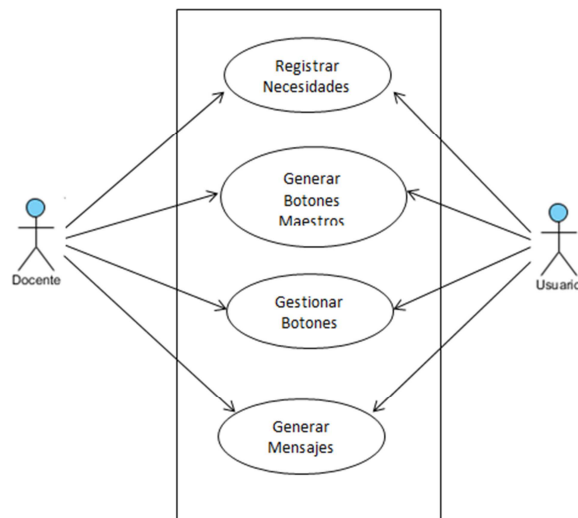 Registrar
Necesidades
Generar
Botones
Maestros
Docente
Usuario
Gestionar
Botones
Generar
Mensajes